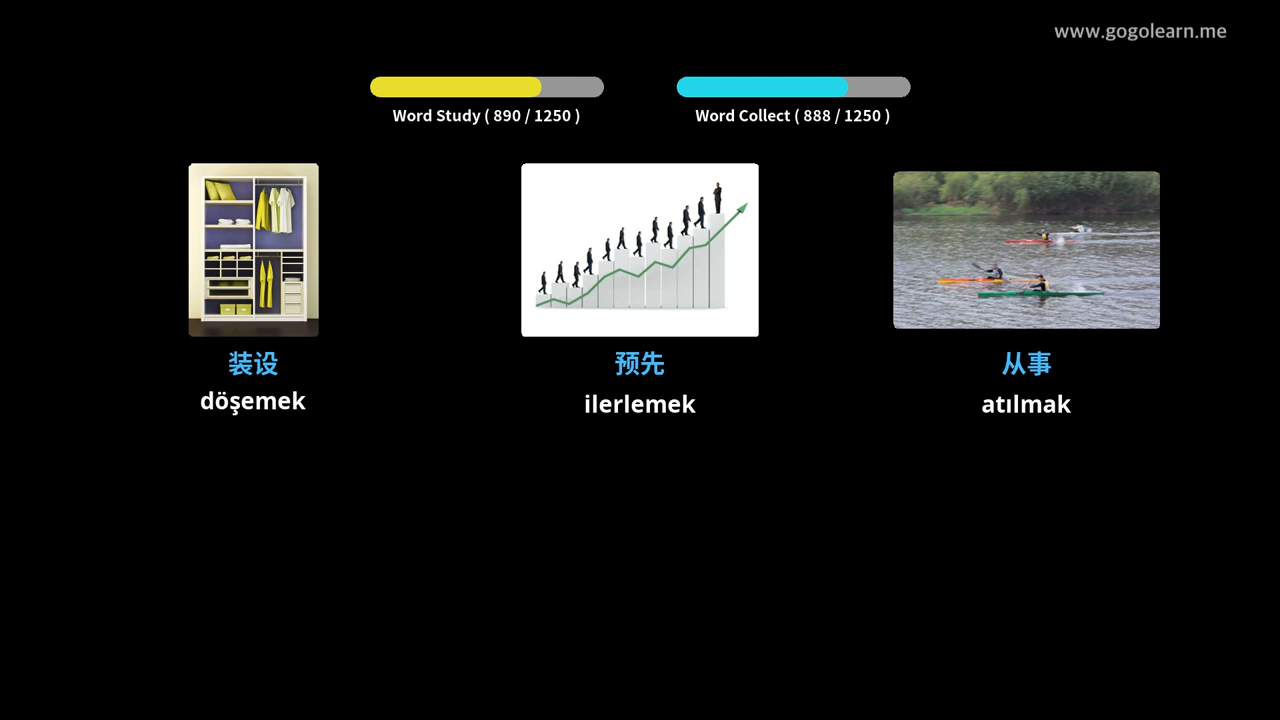 www.gogolearn.me
Word Study ( 890 / 1250 )
Word Collect ( 888 / 1250 )
装设
döşemek
预先
ilerlemek
从事
atılmak